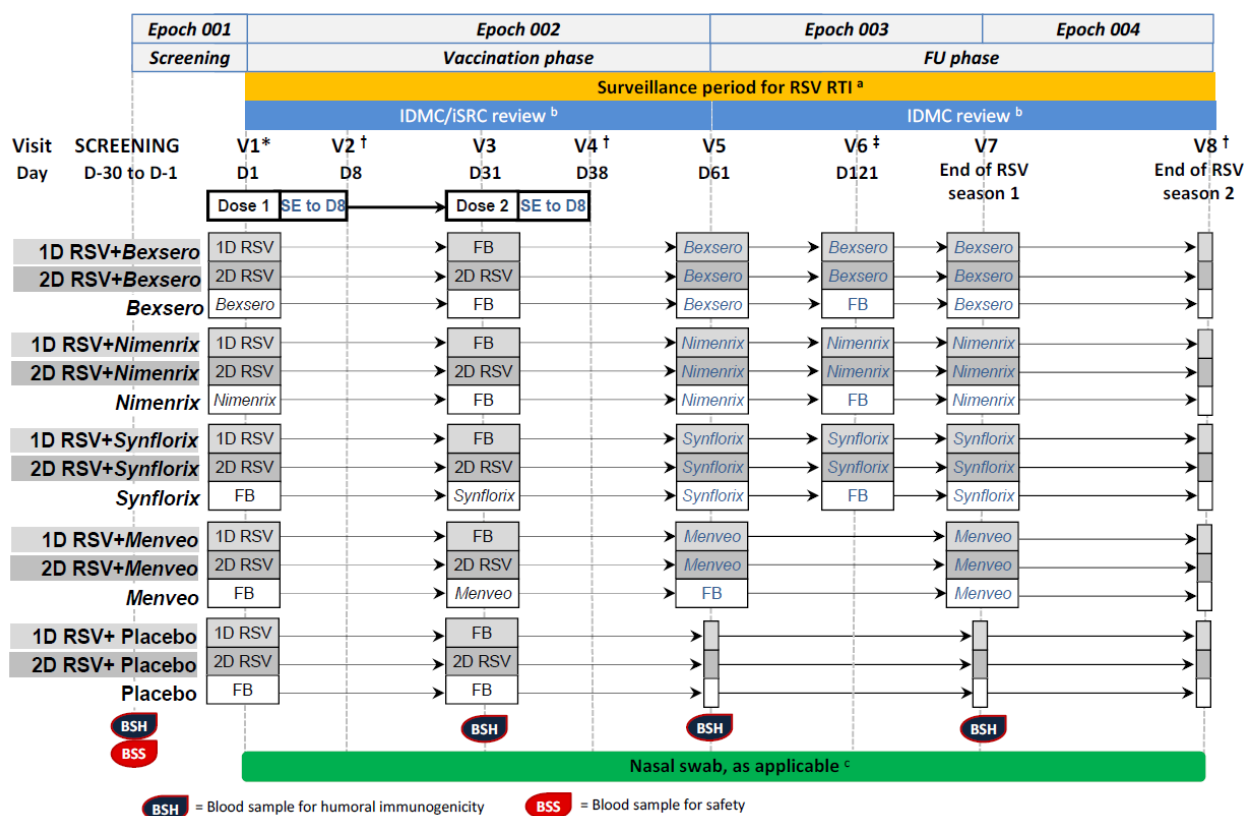 Epoch 001 Epoch 002 Epoch 003 Epoch 004
Screening Vaccination phase FU phase
Surveillance period for RSV RTI a
IDMC/iSRC review b IDMC review b
Visit SCREENING V1* V2 † V3 V4 † V5 V6 ‡ V7 V8 †
Day D-30 to D-1 D1 D8 D31 D38 D61 D121 End of RSV season 1 End of RSV season 2
Dose 1 SE to D8 Dose 2 SE to D8
1D RSV+Bexsero 1D RSV FB Bexsero Bexsero Bexsero
2D RSV+Bexsero 2D RSV 2D RSV Bexsero Bexsero Bexsero
Bexsero Bexsero FB Bexsero FB Bexsero
1D RSV+Nimenrix 1D RSV FB Nimenrix Nimenrix Nimenrix
2D RSV+Nimenrix 2D RSV 2D RSV Nimenrix Nimenrix Nimenrix
Nimenrix Nimenrix FB Nimenrix FB Nimenrix
1D RSV+Synflorix 1D RSV FB Synflorix Synflorix Synflorix
2D RSV+Synflorix 2D RSV 2D RSV Synflorix Synflorix Synflorix
Synflorix FB Synflorix Synflorix FB Synflorix
1D RSV+Menveo 1D RSV FB Menveo Menveo
2D RSV+Menveo 2D RSV 2D RSV Menveo Menveo
Menveo FB Menveo FB Menveo
1D RSV+ Placebo 1D RSV FB
2D RSV+ Placebo 2D RSV 2D RSV
Placebo FB FB
BSH BSH BSH BSH
BSS
Nasal swab, as applicable c
BSH = Blood sample for humoral immunogenicity BSS = Blood sample for safety